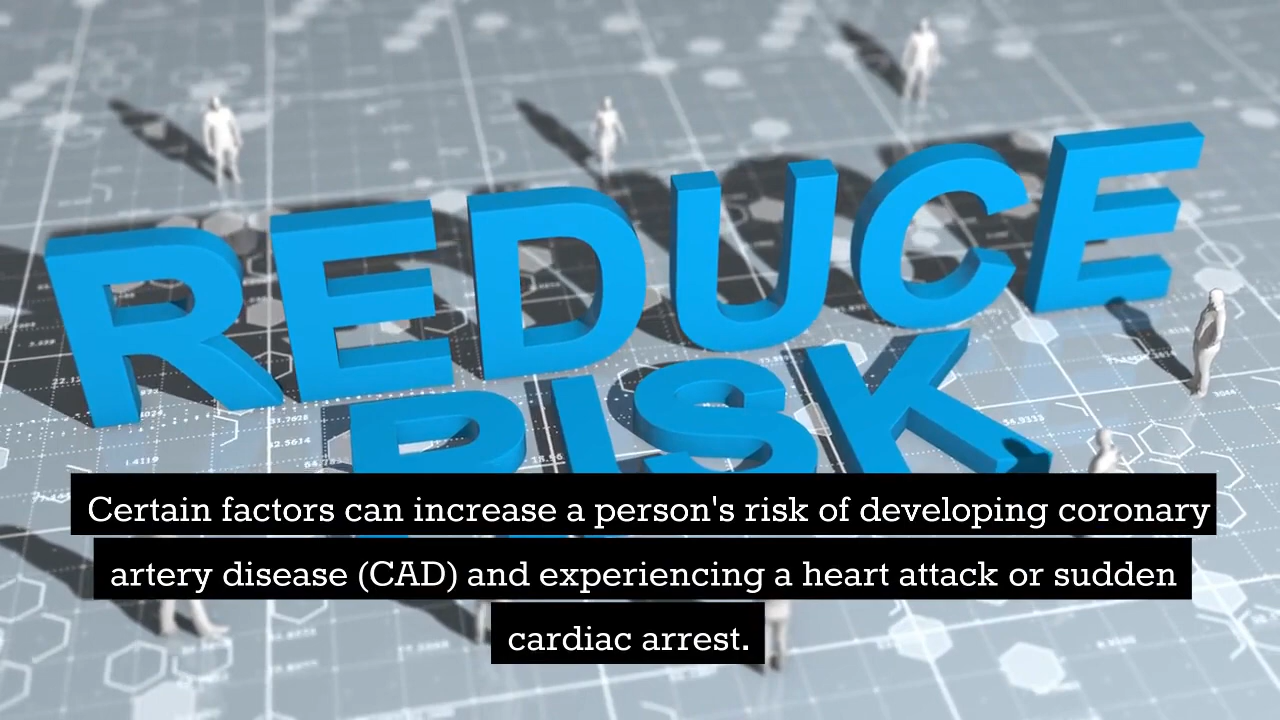 REDUCE
RISK
Certain factors can increase a person's risk of developing coronary
artery disease (CAD) and experiencing a heart attack or sudden
cardiac arrest.